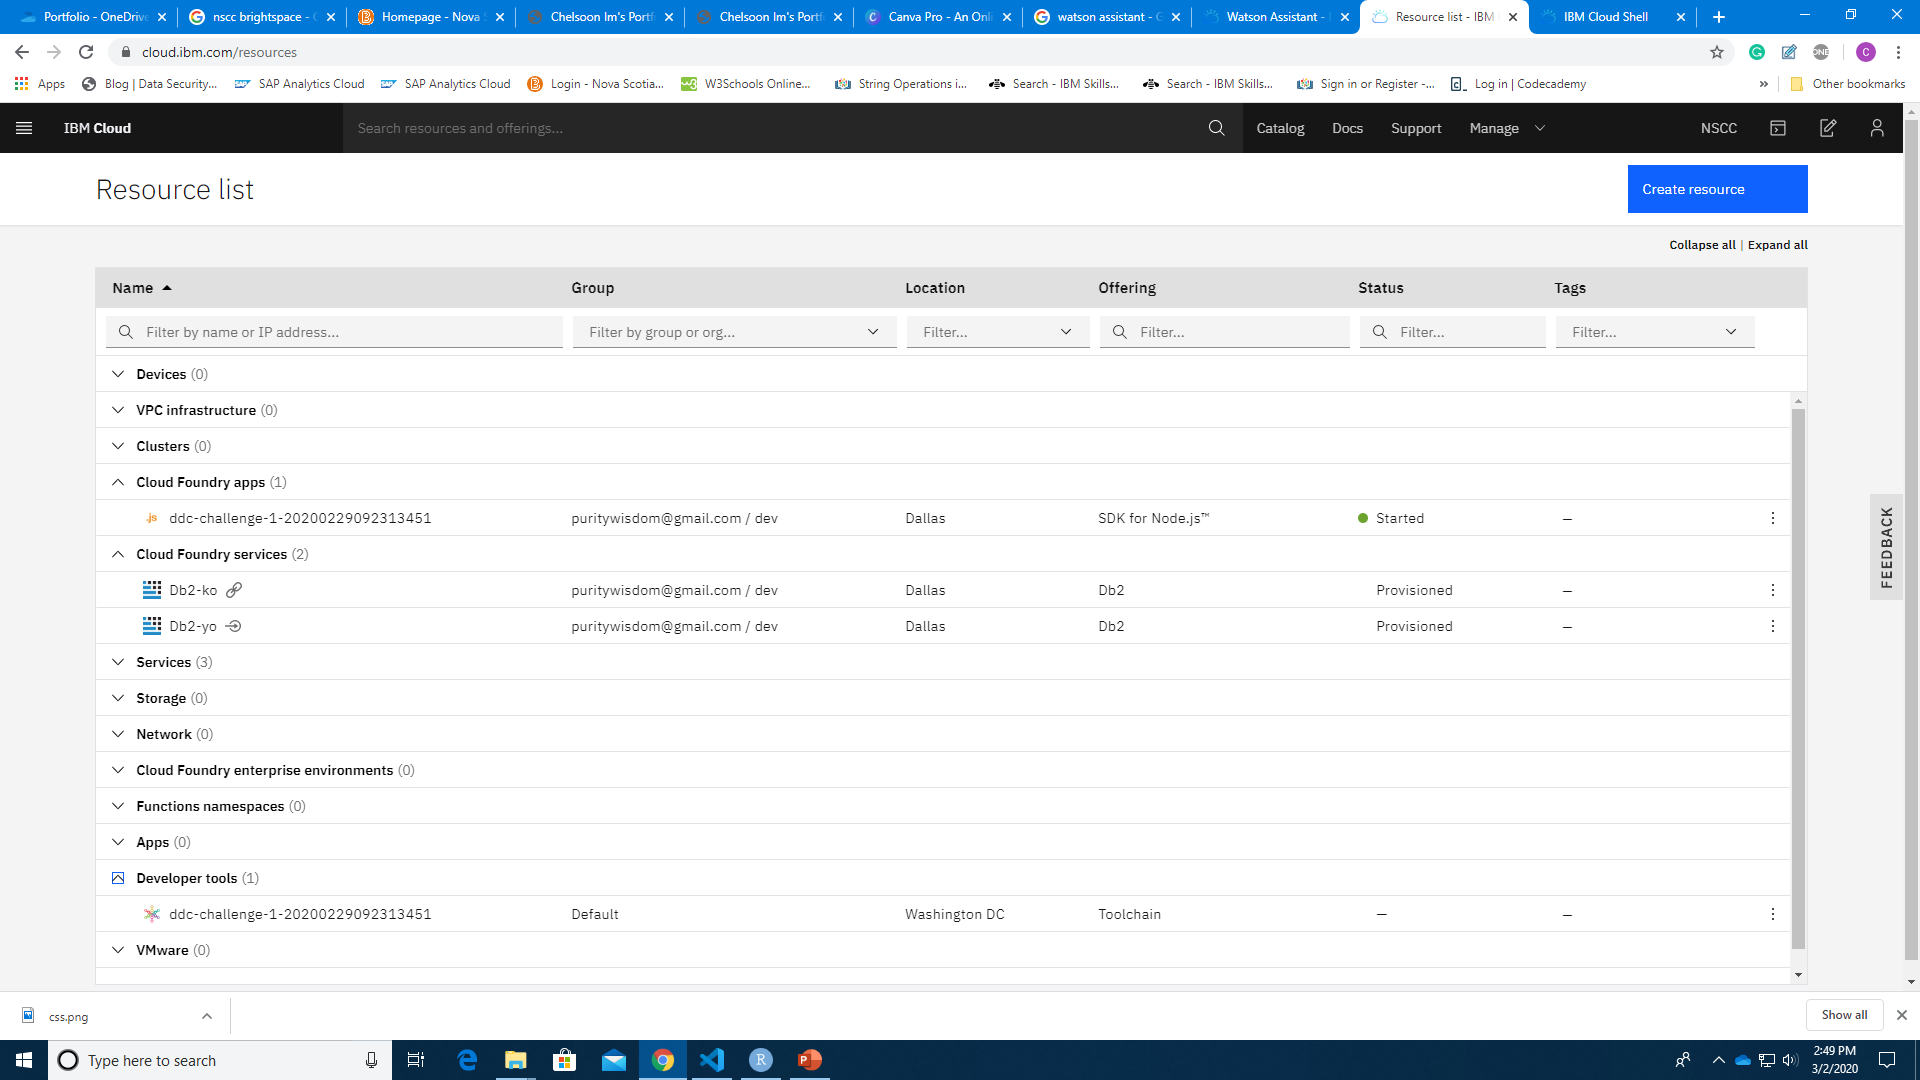 Portfolio - OneDrive
nscc brightspace - G
Homepage - Nova S
Chelsoon Im's Portfo
Chelsoon Im's Portfo
Canva Pro - An Onli
watson assistant - G
Watson Assistant -
Resource list - IBM
IBM Cloud Shell
cloud.ibm.com/resources
C
Apps
Blog | Data Security...
SAP Analytics Cloud
SAP Analytics Cloud
Login - Nova Scotia...
W3Schools Online...
String Operations i...
Search - IBM Skills...
Search - IBM Skills...
Sign in or Register -...
Log in | Codecademy
»
Other bookmarks
IBM Cloud
Search resources and offerings...
Catalog
Docs
Support
Manage
NSCC
Resource list
Create resource
Collapse all | Expand all
Name Group Location Offering Status Tags
Filter by name or IP address... Filter by group or org... Filter... Filter... Filter... Filter...
Devices (0)
VPC infrastructure (0)
Clusters (0)
Cloud Foundry apps (1)
ddc-challenge-1-20200229092313451 puritywisdom@gmail.com / dev Dallas SDK for Node.js™ Started —
Cloud Foundry services (2)
Db2-ko puritywisdom@gmail.com / dev Dallas Db2 Provisioned —
Db2-yo puritywisdom@gmail.com / dev Dallas Db2 Provisioned —
Services (3)
Storage (0)
Network (0)
Cloud Foundry enterprise environments (0)
Functions namespaces (0)
Apps (0)
Developer tools (1)
ddc-challenge-1-20200229092313451 Default Washington DC Toolchain — —
VMware (0)
FEEDBACK
css.png
Show all
Type here to search
2:49 PM
3/2/2020